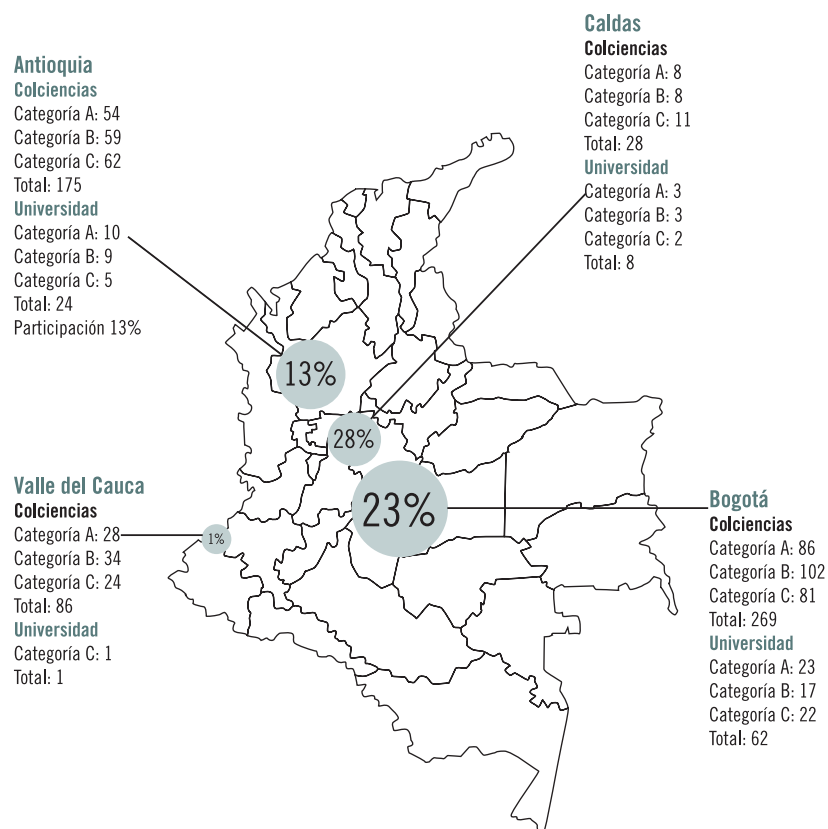 Antioquia
Colciencias
Categoría A: 54
Categoría B: 59
Categoría C: 62
Total: 175
Universidad
Categoría A: 10
Categoría B: 9
Categoría C: 5
Total: 24
Participación 13%
Caldas
Colciencias
Categoría A: 8
Categoría B: 8
Categoría C: 11
Total: 28
Universidad
Categoría A: 3
Categoría B: 3
Categoría C: 2
Total: 8
13%
28%
23%
1%
Valle del Cauca
Colciencias
Categoría A: 28
Categoría B: 34
Categoría C: 24
Total: 86
Universidad
Categoría C: 1
Total: 1
Bogotá
Colciencias
Categoría A: 86
Categoría B: 102
Categoría C: 81
Total: 269
Universidad
Categoría A: 23
Categoría B: 17
Categoría C: 22
Total: 62